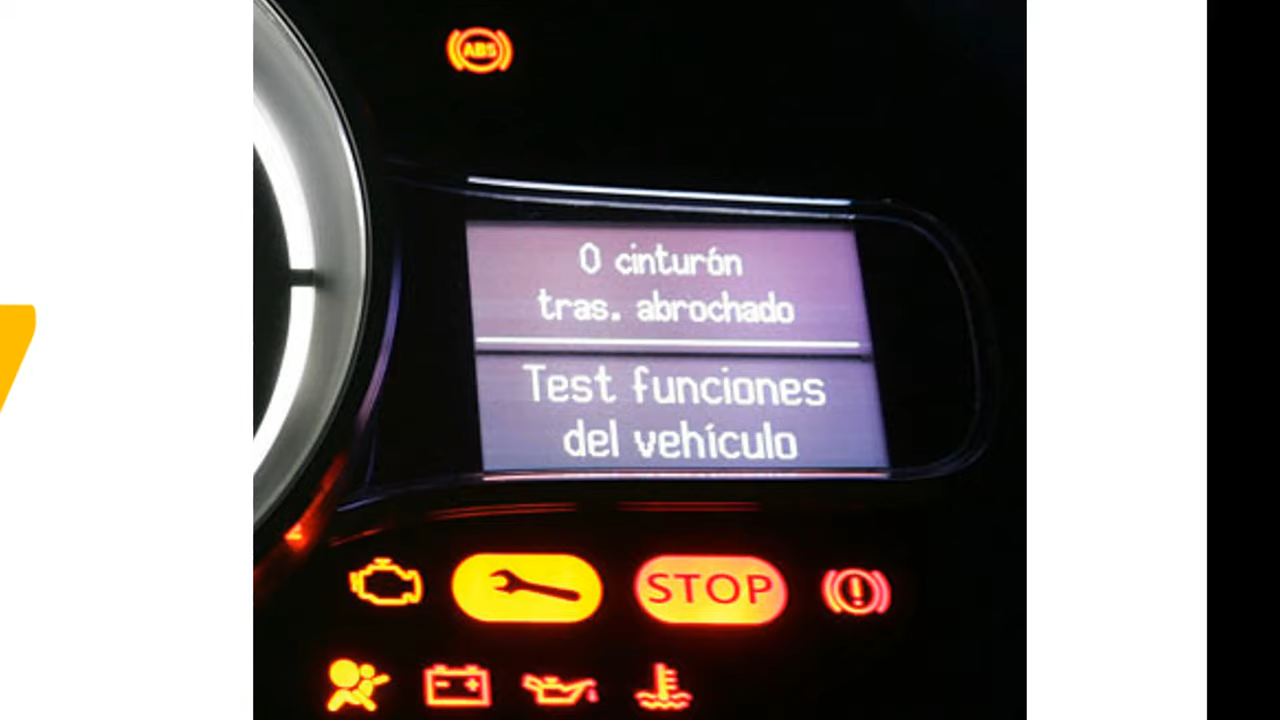 ABS
0 cinturón
tras. abrochado
Test funciones
del vehículo
STOP